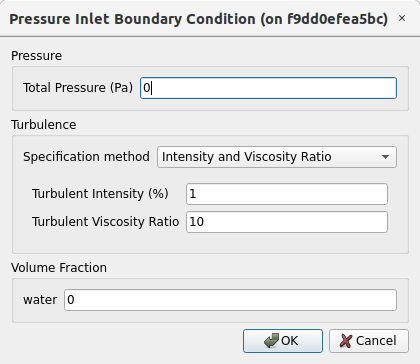 Pressure Inlet Boundary Condition (on f9dd0efea5bc)
Pressure
Total Pressure (Pa) 0
Turbulence
Specification method Intensity and Viscosity Ratio
Turbulent Intensity (%) 1
Turbulent Viscosity Ratio 10
Volume Fraction
water 0
OK Cancel